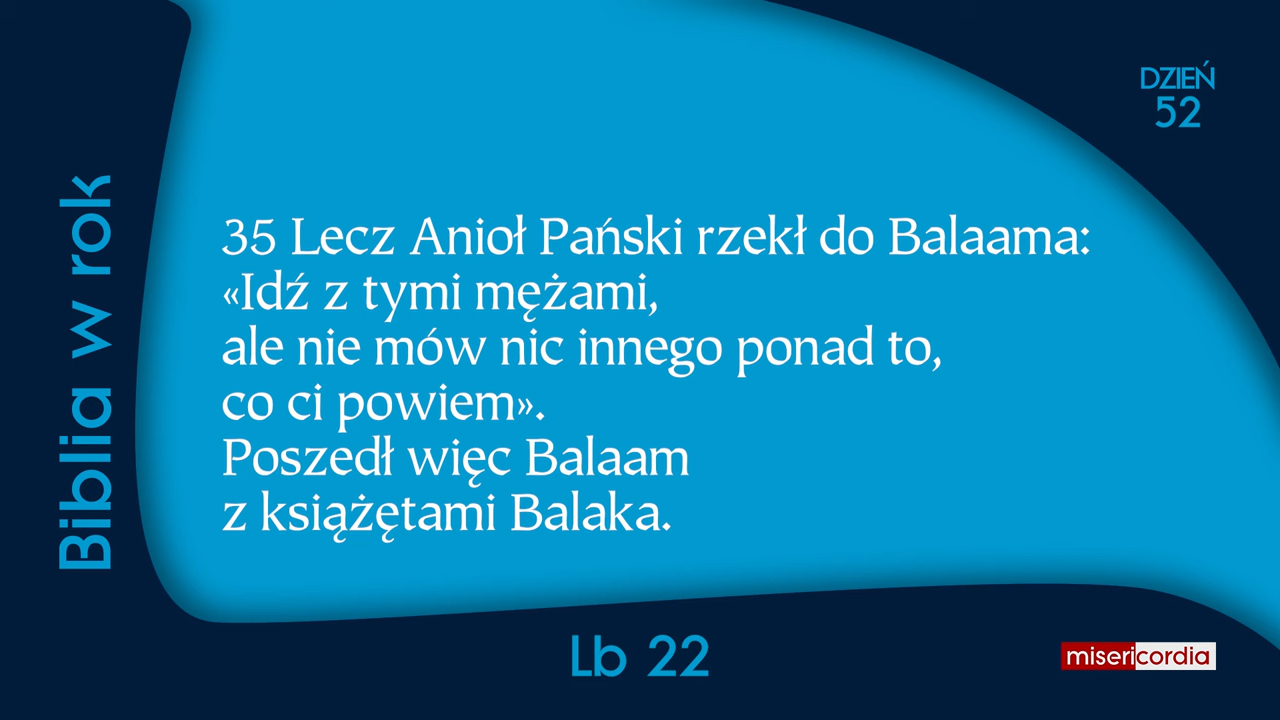 DZIEŃ
52
Biblia w rok
35 Lecz Anioł Pański rzekł do Balaama:
«Idź z tymi mężami,
ale nie mów nic innego ponad to,
co ci powiem».
Poszedł więc Balaam
z książętami Balaka.
Lb 22
misericordia